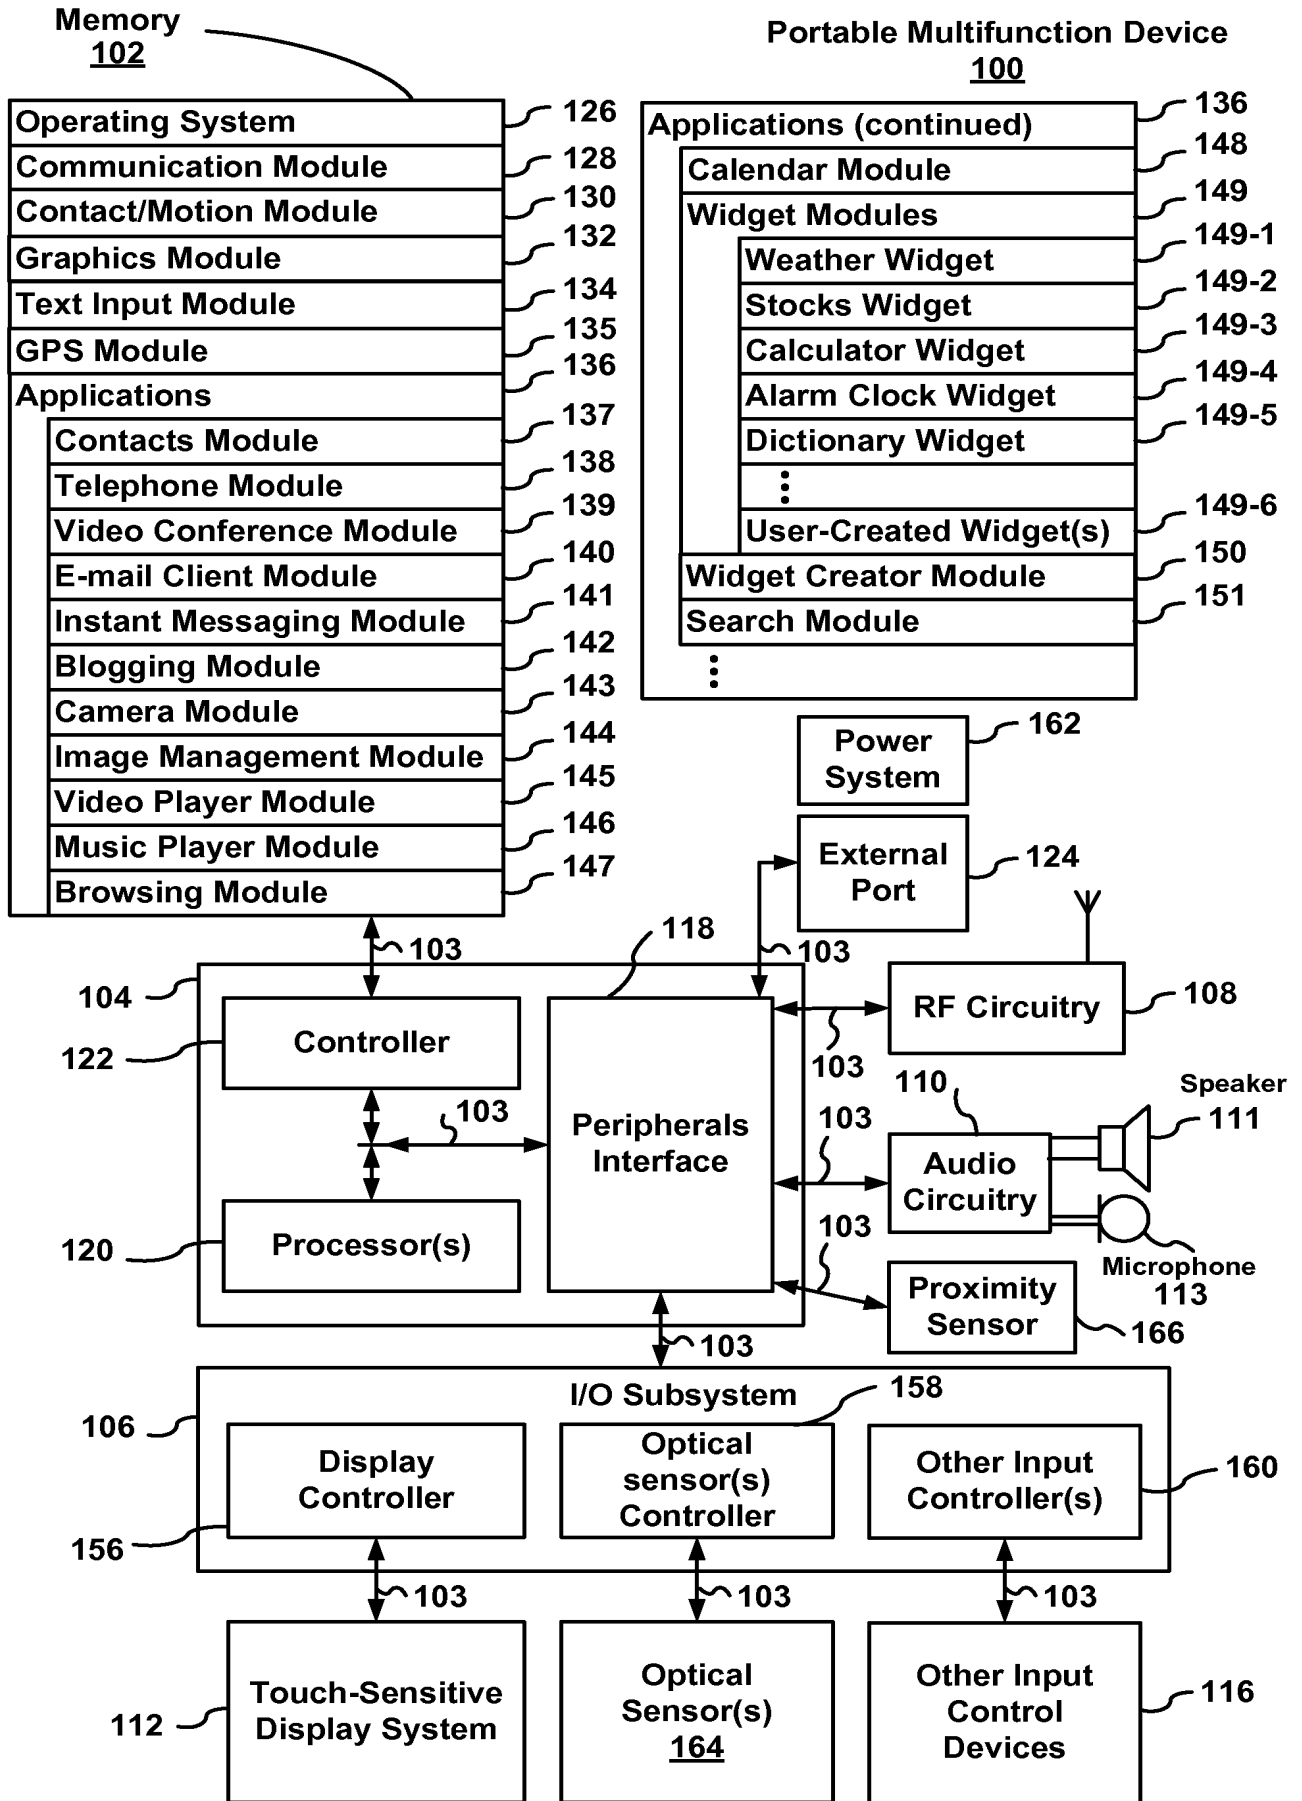 Memory
102
Portable Multifunction Device
100
Operating System
126
Communication Module
128
Contact/Motion Module
130
Graphics Module
132
Text Input Module
134
GPS Module
135
Applications
136
Contacts Module
137
Telephone Module
138
Video Conference Module
139
E-mail Client Module
140
Instant Messaging Module
141
Blogging Module
142
Camera Module
143
Image Management Module
144
Video Player Module
145
Music Player Module
146
Browsing Module
147
Applications (continued)
136
Calendar Module
148
Widget Modules
149
Weather Widget
149-1
Stocks Widget
149-2
Calculator Widget
149-3
Alarm Clock Widget
149-4
Dictionary Widget
149-5
User-Created Widget(s)
149-6
Widget Creator Module
150
Search Module
151
Power
System
162
External
Port
124
103
118
103
104
Controller
122
103
Peripherals
Interface
Processor(s)
120
RF Circuitry
108
103
110
Speaker
111
103
Audio
Circuitry
103
Microphone
113
Proximity
Sensor
166
103
I/O Subsystem
106
158
Display
Controller
156
Optical
sensor(s)
Controller
Other Input
Controller(s)
160
103
103
103
Touch-Sensitive
Display System
112
Optical
Sensor(s)
164
Other Input
Control
Devices
116